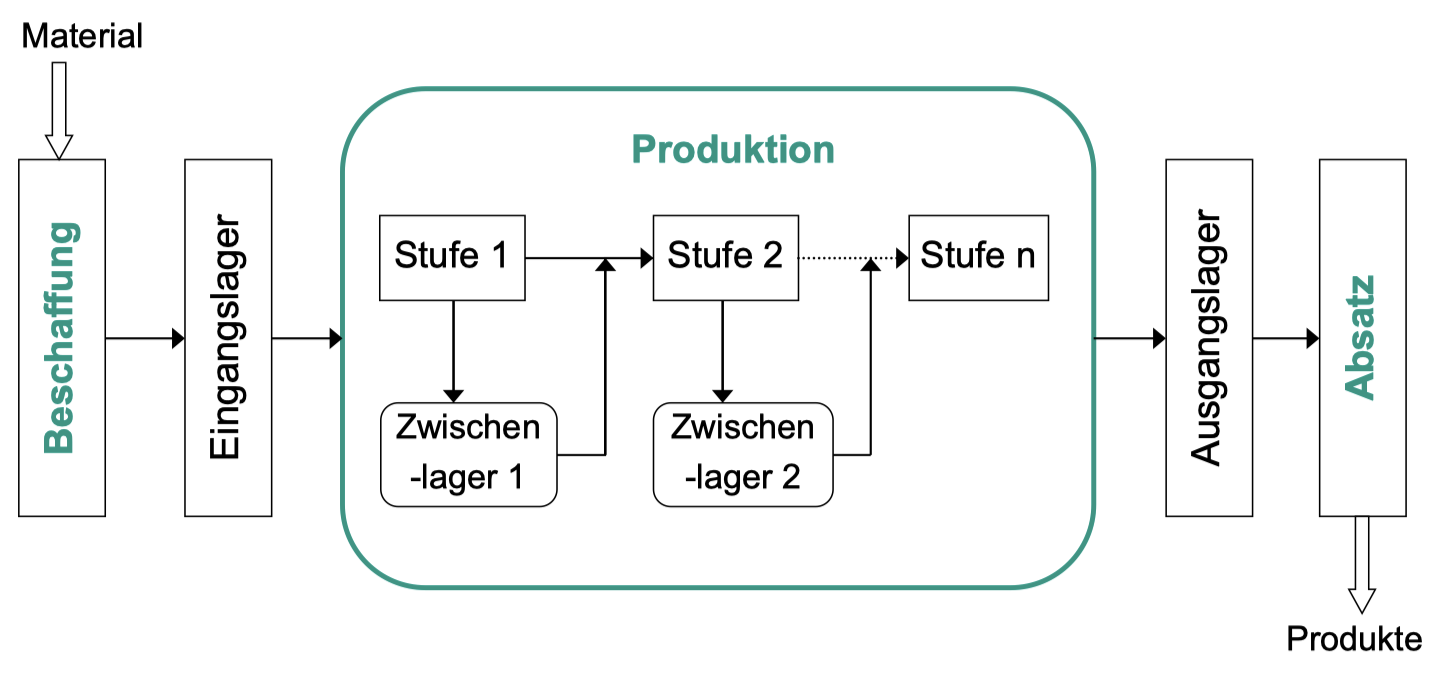 Material
Beschaffung
Eingangslager
Produktion
Stufe 1
Stufe 2
Stufe n
Zwischen
-lager 1
Zwischen
-lager 2
Ausgangslager
Absatz
Produkte